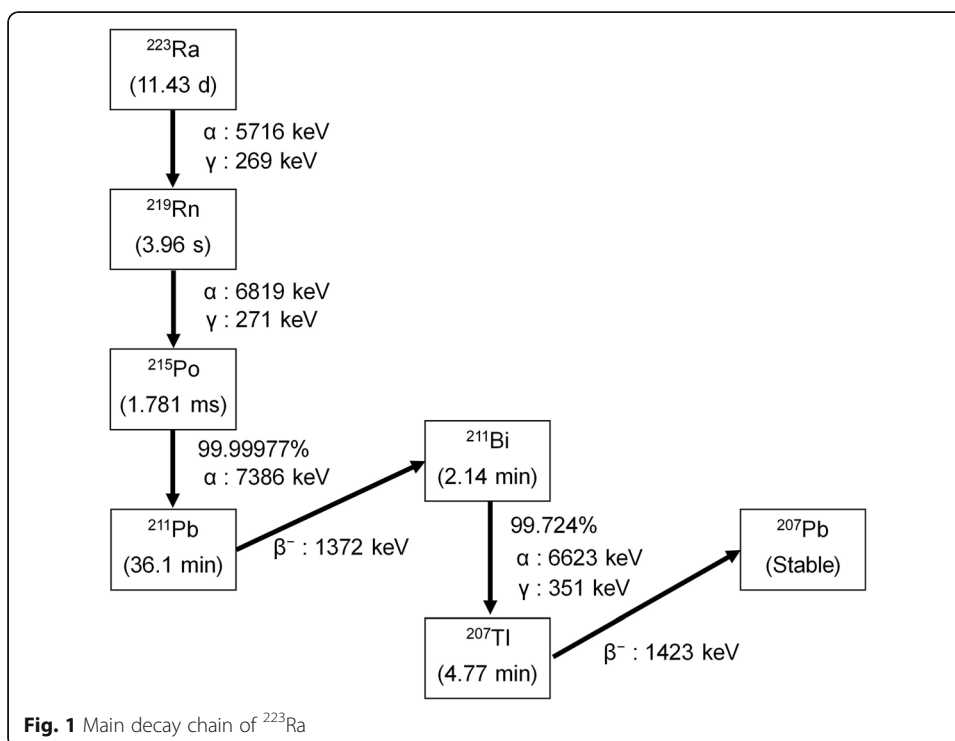 ²²³Ra
(11.43 d)
α : 5716 keV
γ : 269 keV
²¹⁹Rn
(3.96 s)
α : 6819 keV
γ : 271 keV
²¹⁵Po
(1.781 ms)
99.99977%
α : 7386 keV
²¹¹Pb
(36.1 min)
β⁻ : 1372 keV
²¹¹Bi
(2.14 min)
99.724%
α : 6623 keV
γ : 351 keV
²⁰⁷Tl
(4.77 min)
β⁻ : 1423 keV
²⁰⁷Pb
(Stable)
Fig. 1 Main decay chain of ²²³Ra